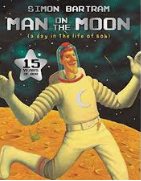 SIMON BARTRAM
MAN ON THE MOON
(a day in the life of Bob)
15